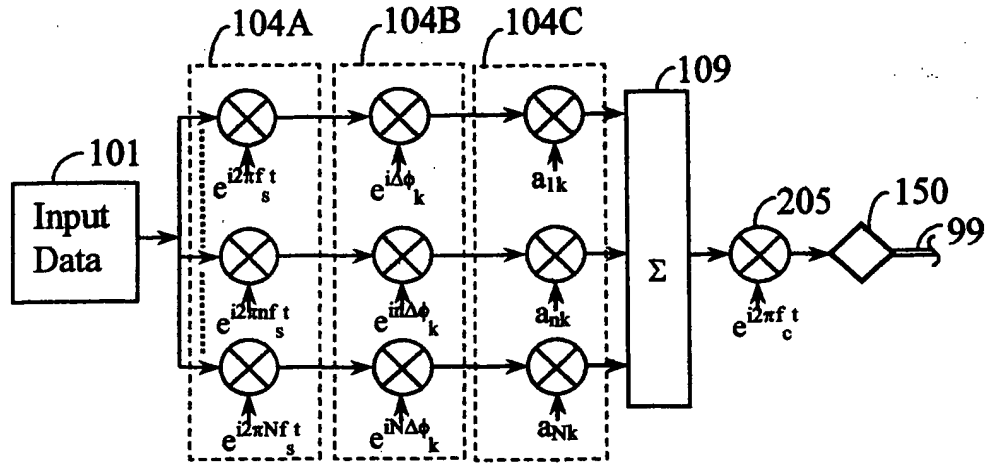 104A 104B 104C
109
101
e^{i2πf_s t} e^{iΔϕ_k} a_{1k}
205 150 99
Input
Data
Σ
e^{i2πnf_s t} e^{inΔϕ_k} a_{nk}
e^{i2πf_c t}
e^{i2πNf_s t} e^{iNΔϕ_k} a_{Nk}